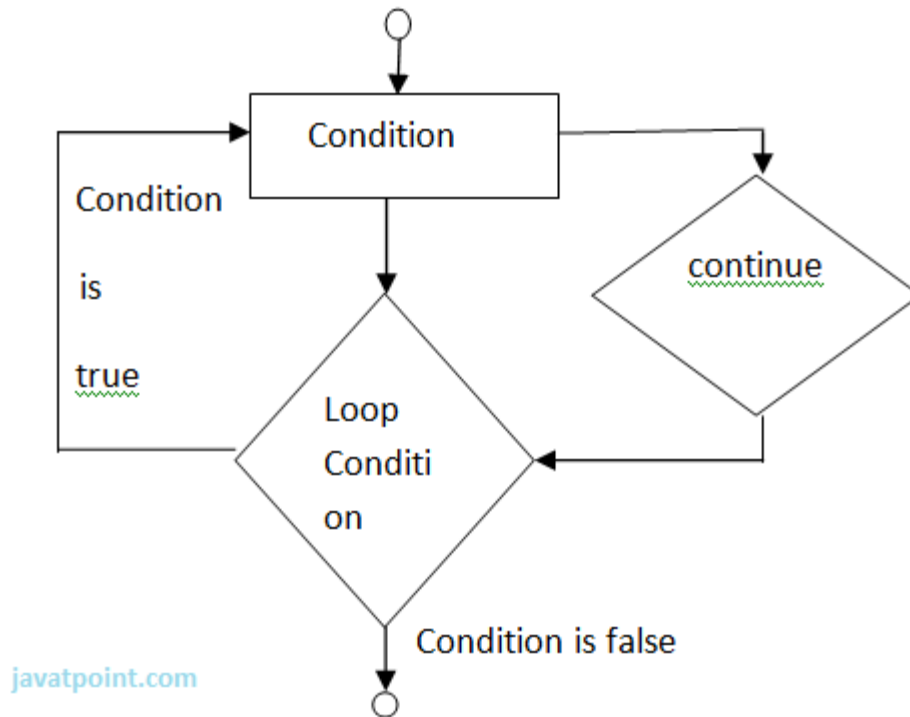 Condition
Condition
is
true
continue
Loop
Conditi
on
Condition is false
javatpoint.com